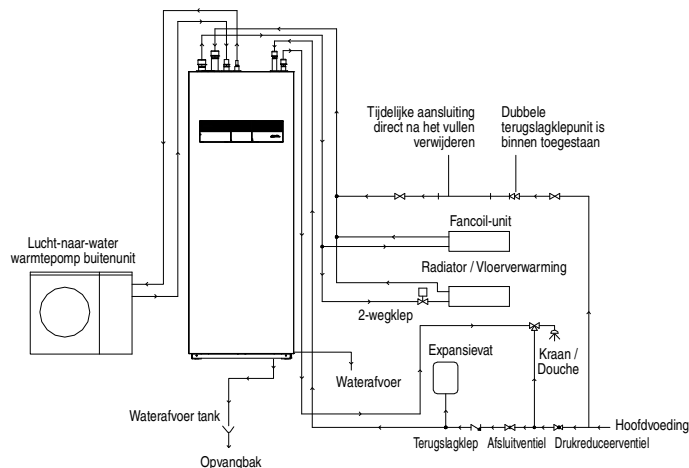 Tijdelijke aansluiting
direct na het vullen
verwijderen
Dubbele
terugslagklepunit is
binnen toegestaan
Fancoil-unit
Lucht-naar-water
warmtepomp buitenunit
Radiator / Vloerverwarming
2-wegklep
Expansievat
Kraan /
Douche
Waterafvoer
Waterafvoer tank
Hoofdvoeding
Terugslagklep
Afsluitventiel
Drukreduceerventiel
Opvangbak